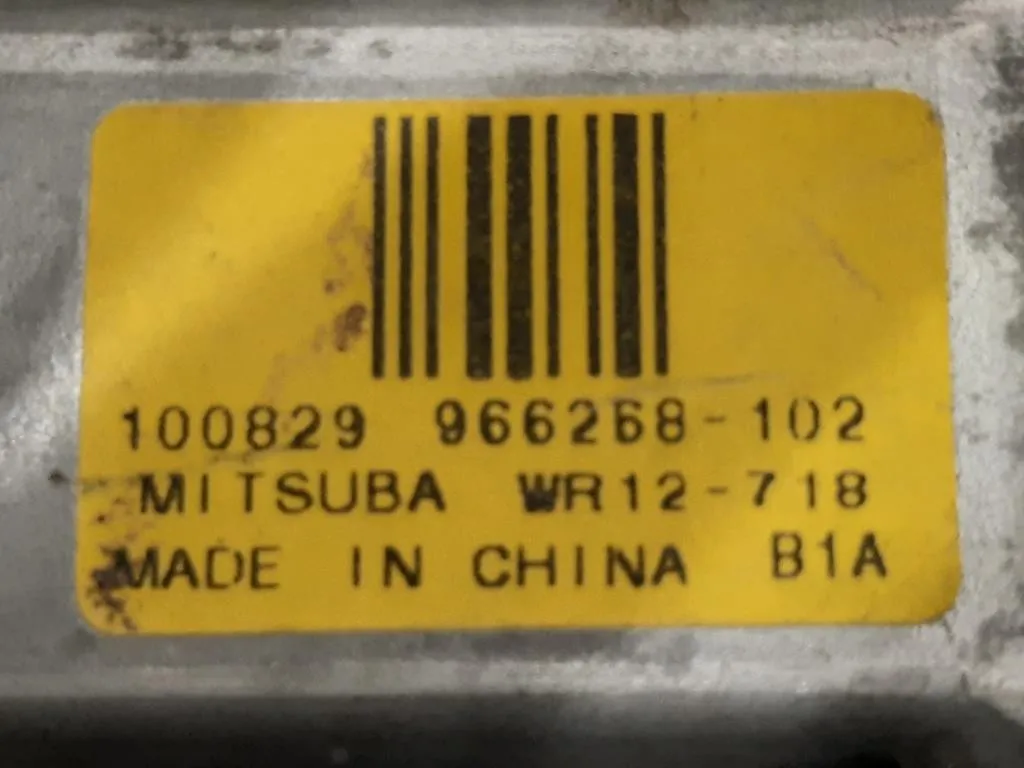 100829 966268-102
MITSUBA WR12-718
MADE IN CHINA B1A